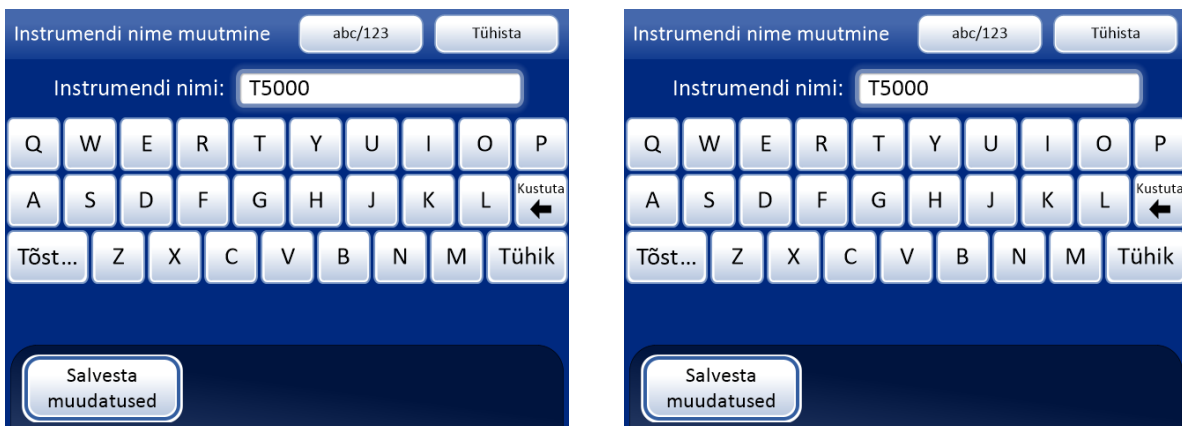 Instrumendi nime muutmine abc/123 Tühista
Instrumendi nimi: T5000
Q W E R T Y U I O P
A S D F G H J K L Kustuta
Tõst... Z X C V B N M Tühik
Salvesta
muudatused
Instrumendi nime muutmine abc/123 Tühista
Instrumendi nimi: T5000
Q W E R T Y U I O P
A S D F G H J K L Kustuta
Tõst... Z X C V B N M Tühik
Salvesta
muudatused